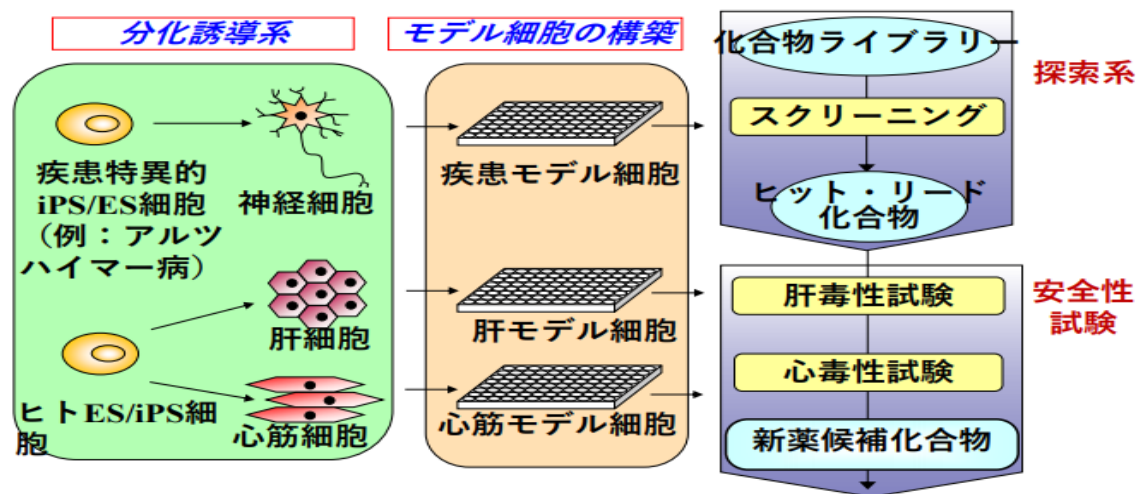 分化誘導系
モデル細胞の構築
化合物ライブラリー
探索系
スクリーニング
ヒット・リード
化合物
疾患特異的
iPS/ES細胞
（例：アルツ
ハイマー病）
神経細胞
疾患モデル細胞
肝細胞
肝モデル細胞
肝毒性試験
安全性
試験
ヒトES/iPS細
胞
心筋細胞
心筋モデル細胞
心毒性試験
新薬候補化合物